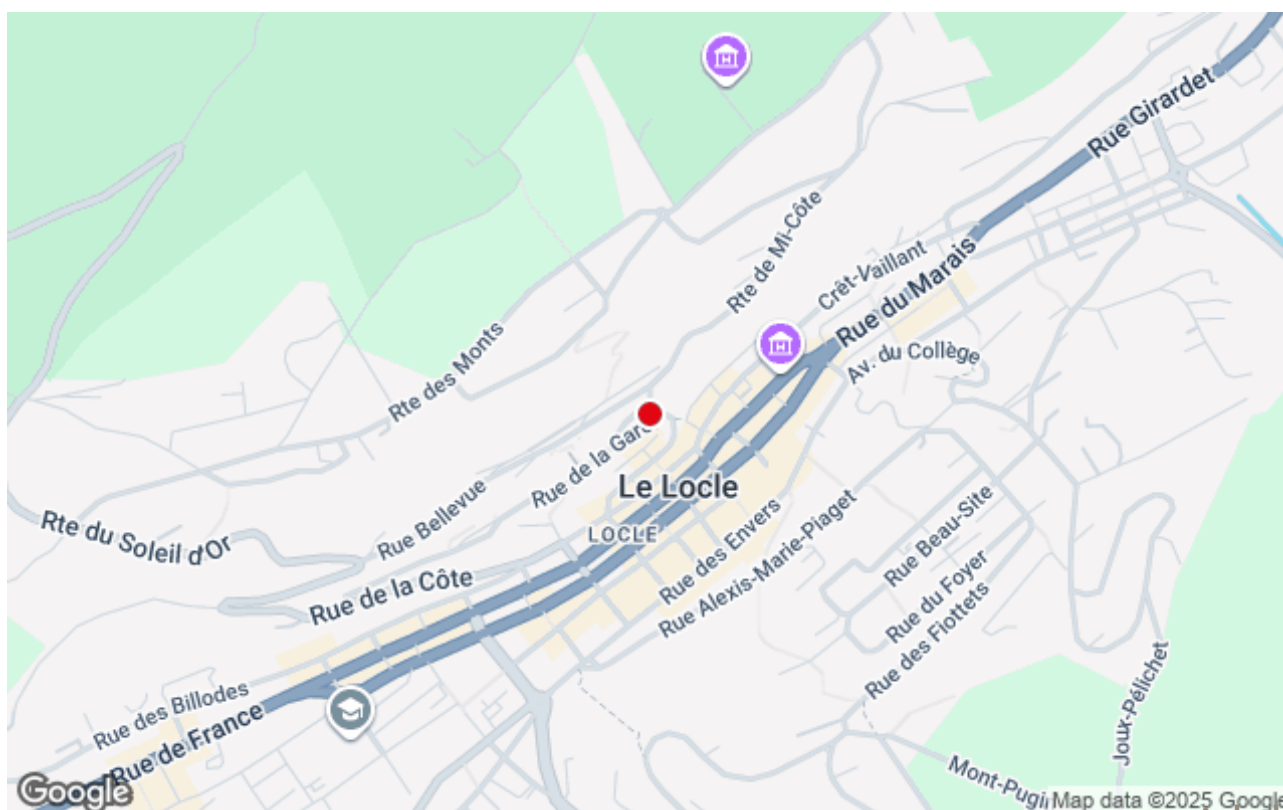 Rue Girardet
Rte de Mi-Côte
Crêt-Vaillant
Rue du Marais
Av. du Collège
Rte des Monts
Rue de la Gare
Le Locle
LOCLE
Rue Bellevue
Rte du Soleil d'Or
Rue de la Côte
Rue des Envers
Rue Alexis-Marie-Piaget
Rue Beau-Site
Rue du Foyer
Rue des Fiottets
Joux-Pélichet
Rue des Billodes
Rue de France
Mont-Pugi
Google
Map data ©2025 Google